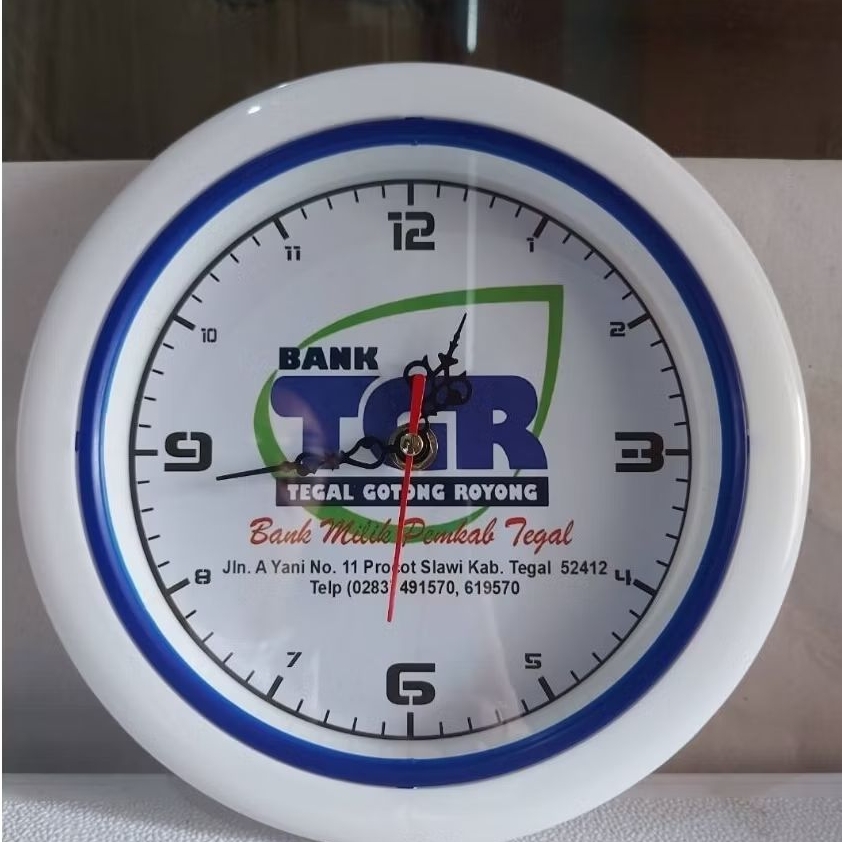 12
11 1
10 2
BANK
TGR
9 3
TEGAL GOTONG ROYONG
Bank Milik Pemkab Tegal
Jln. A Yani No. 11 Procot Slawi Kab. Tegal 52412
8 4
Telp (0283) 491570, 619570
7 5
6